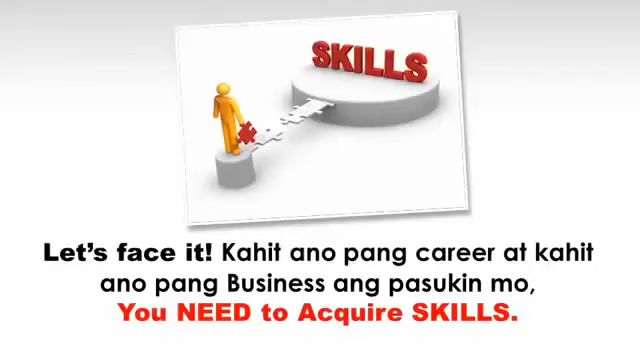 SKILLS
Let's face it! Kahit ano pang career at kahit
ano pang Business ang pasukin mo,
You NEED to Acquire SKILLS.